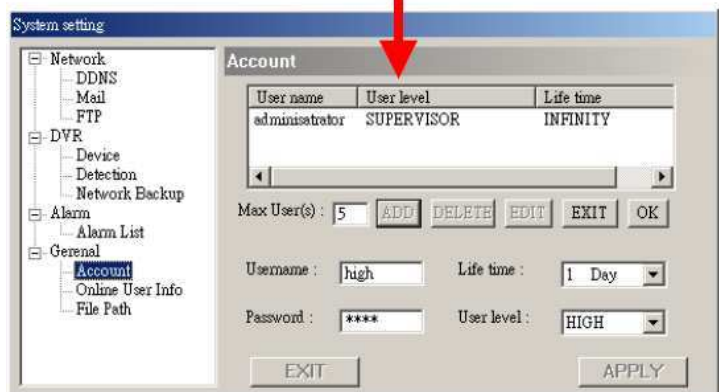 System setting
Network
DDNS
Mail
FTP
DVR
Device
Detection
Network Backup
Alarm
Alarm List
Gerenal
Account
Online User Info
File Path
Account
User name User level Life time
adminisatrator SUPERVISOR INFINITY
Max User(s) : 5 ADD DELETE EDIT EXIT OK
Username : high Life time : 1 Day
Password : **** User level : HIGH
EXIT APPLY